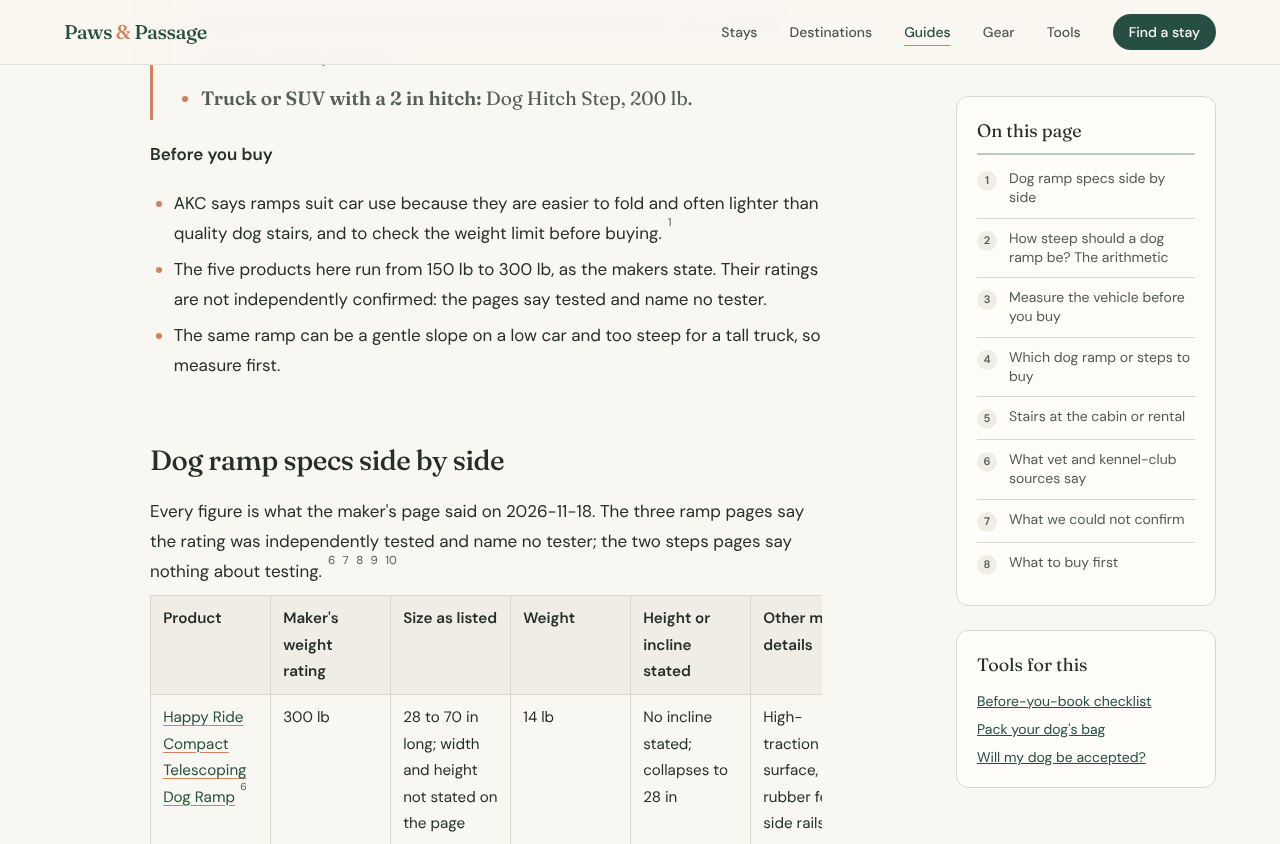 Paws & Passage
Stays
Destinations
Guides
Gear
Tools
Find a stay
Truck or SUV with a 2 in hitch: Dog Hitch Step, 200 lb.
Before you buy
AKC says ramps suit car use because they are easier to fold and often lighter than
quality dog stairs, and to check the weight limit before buying. 1
The five products here run from 150 lb to 300 lb, as the makers state. Their ratings
are not independently confirmed: the pages say tested and name no tester.
The same ramp can be a gentle slope on a low car and too steep for a tall truck, so
measure first.
Dog ramp specs side by side
Every figure is what the maker's page said on 2026-11-18. The three ramp pages say
the rating was independently tested and name no tester; the two steps pages say
nothing about testing. 6 7 8 9 10
Product
Maker's
weight
rating
Size as listed
Weight
Height or
incline
stated
Other
details
Happy Ride
Compact
Telescoping
Dog Ramp 6
300 lb
28 to 70 in
long; width
and height
not stated on
the page
14 lb
No incline
stated;
collapses to
28 in
High-
traction
surface,
rubber
side rails
On this page
1 Dog ramp specs side by
side
2 How steep should a dog
ramp be? The arithmetic
3 Measure the vehicle before
you buy
4 Which dog ramp or steps to
buy
5 Stairs at the cabin or rental
6 What vet and kennel-club
sources say
7 What we could not confirm
8 What to buy first
Tools for this
Before-you-book checklist
Pack your dog's bag
Will my dog be accepted?